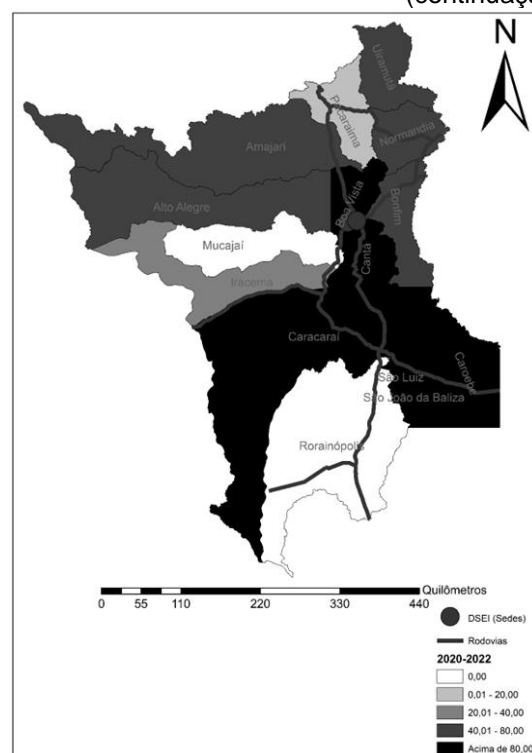 (continuaçã
N
Uiramutã
Pacaraima
Normandia
Amajari
Boa Vista
Bonfim
Alto Alegre
Mucajaí
Cantá
Iracema
Caracaraí
Caroebe
São Luiz
São João da Baliza
Rorainópolis
Quilômetros
0 55 110 220 330 440
DSEI (Sedes)
Rodovias
2020-2022
0,00
0,01 - 20,00
20,01 - 40,00
40,01 - 80,00
Acima de 80,00